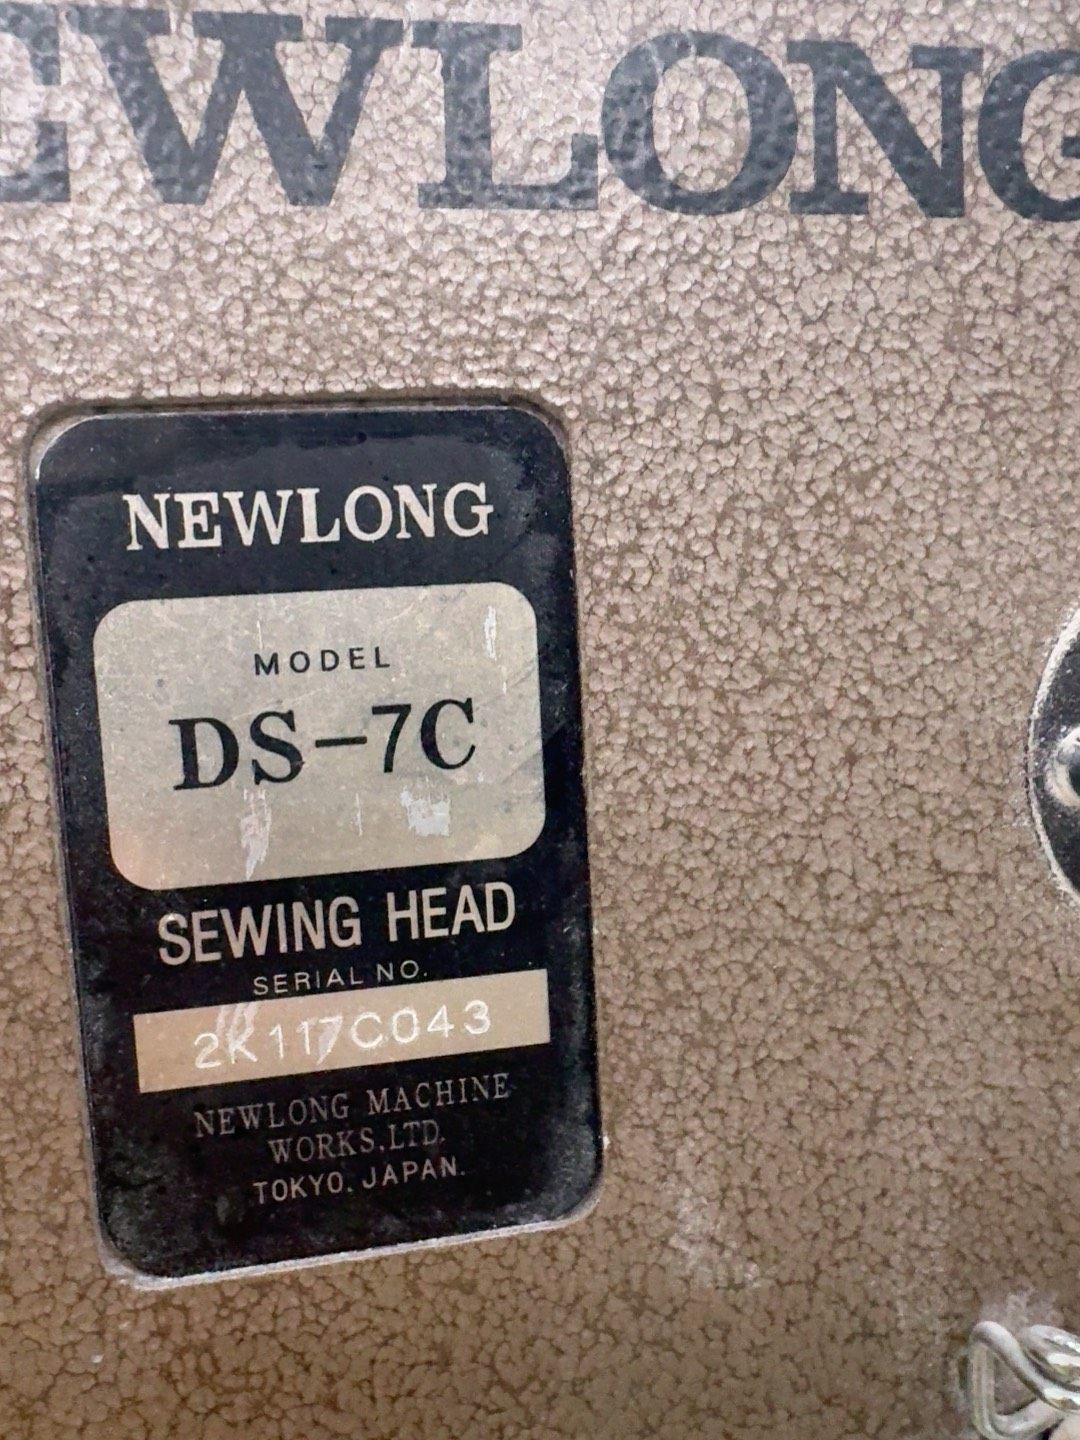 EWLONG
NEWLONG
MODEL
DS-7C
SEWING HEAD
SERIAL NO.
2K117C043
NEWLONG MACHINE
WORKS,LTD.
TOKYO. JAPAN.